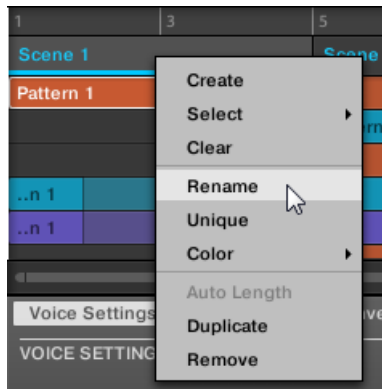 1 3 5
Scene 1 Scene
Pattern 1
Create
Select
Clear
Rename
..n 1
Unique
..n 1
Color
Auto Length
Voice Settings
Duplicate
VOICE SETTING
Remove